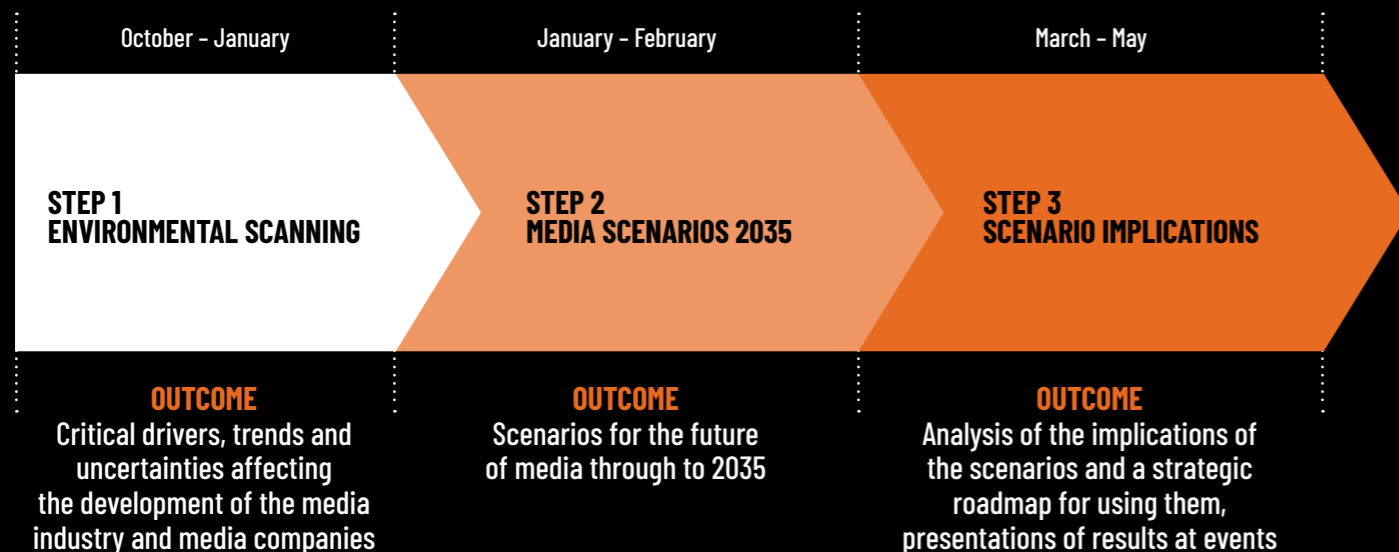 October – January
January – February
March – May
STEP 1
ENVIRONMENTAL SCANNING
STEP 2
MEDIA SCENARIOS 2035
STEP 3
SCENARIO IMPLICATIONS
OUTCOME
Critical drivers, trends and
uncertainties affecting
the development of the media
industry and media companies
OUTCOME
Scenarios for the future
of media through to 2035
OUTCOME
Analysis of the implications of
the scenarios and a strategic
roadmap for using them,
presentations of results at events